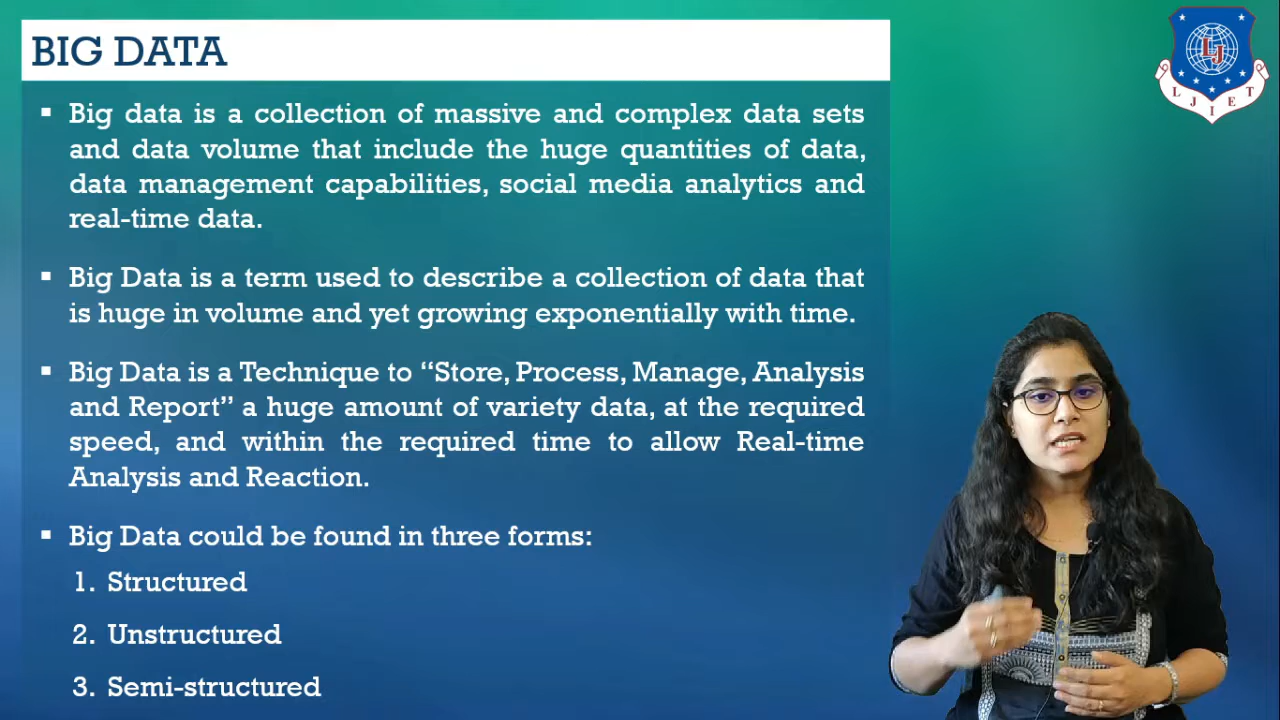 BIG DATA
▪ Big data is a collection of massive and complex data sets
and data volume that include the huge quantities of data,
data management capabilities, social media analytics and
real-time data.
▪ Big Data is a term used to describe a collection of data that
is huge in volume and yet growing exponentially with time.
▪ Big Data is a Technique to “Store, Process, Manage, Analysis
and Report” a huge amount of variety data, at the required
speed, and within the required time to allow Real-time
Analysis and Reaction.
▪ Big Data could be found in three forms:
1. Structured
2. Unstructured
3. Semi-structured
LJ
LJIET